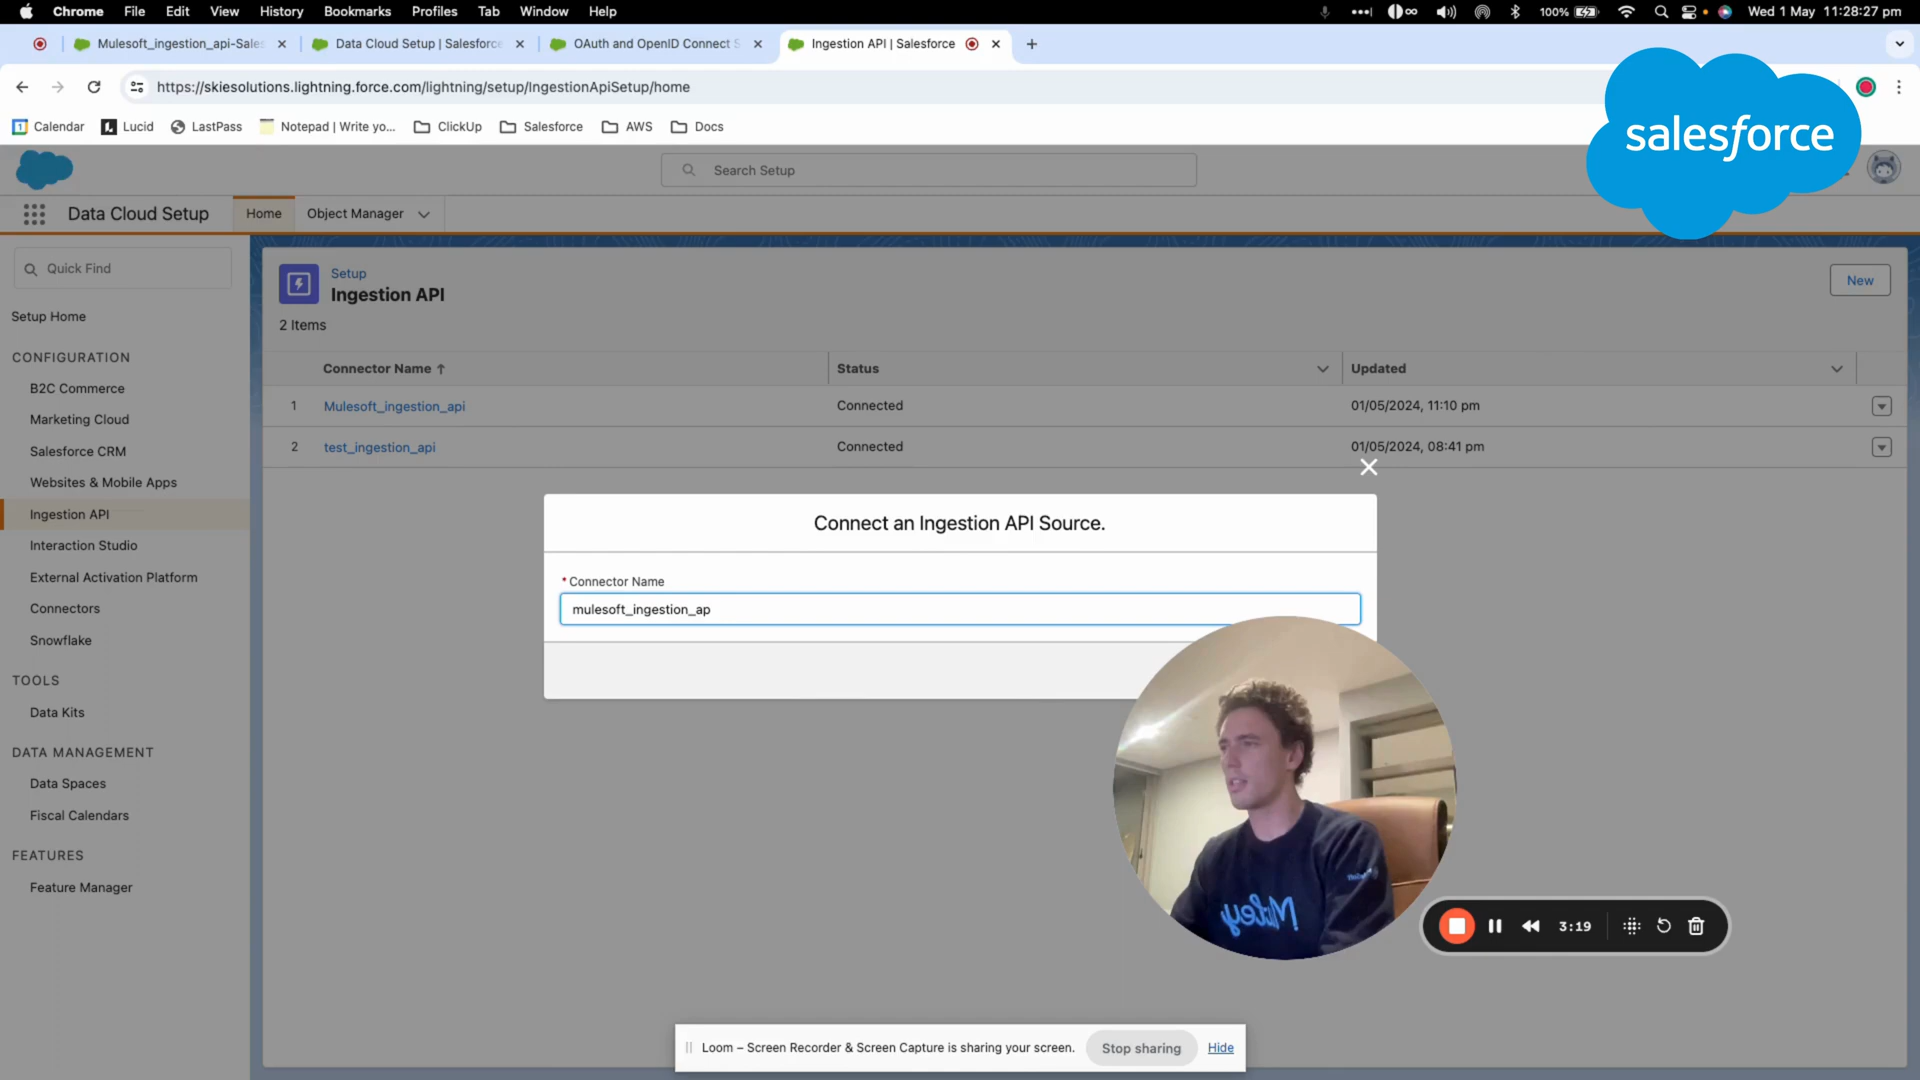 Chrome File Edit View History Bookmarks Profiles Tab Window Help 100% Wed 1 May 11:28:27 pm
Mulesoft_ingestion_api-Sales Data Cloud Setup | Salesforce OAuth and OpenID Connect S Ingestion API | Salesforce
https://skiesolutions.lightning.force.com/lightning/setup/IngestionApiSetup/home
Calendar Lucid LastPass Notepad | Write yo... ClickUp Salesforce AWS Docs
salesforce
Search Setup
Data Cloud Setup Home Object Manager
Quick Find
Setup Home
CONFIGURATION
B2C Commerce
Marketing Cloud
Salesforce CRM
Websites & Mobile Apps
Ingestion API
Interaction Studio
External Activation Platform
Connectors
Snowflake
TOOLS
Data Kits
DATA MANAGEMENT
Data Spaces
Fiscal Calendars
FEATURES
Feature Manager
Setup
Ingestion API
New
2 Items
Connector Name Status Updated
1 Mulesoft_ingestion_api Connected 01/05/2024, 11:10 pm
2 test_ingestion_api Connected 01/05/2024, 08:41 pm
Connect an Ingestion API Source.
* Connector Name
mulesoft_ingestion_ap
3:19
Loom – Screen Recorder & Screen Capture is sharing your screen. Stop sharing Hide